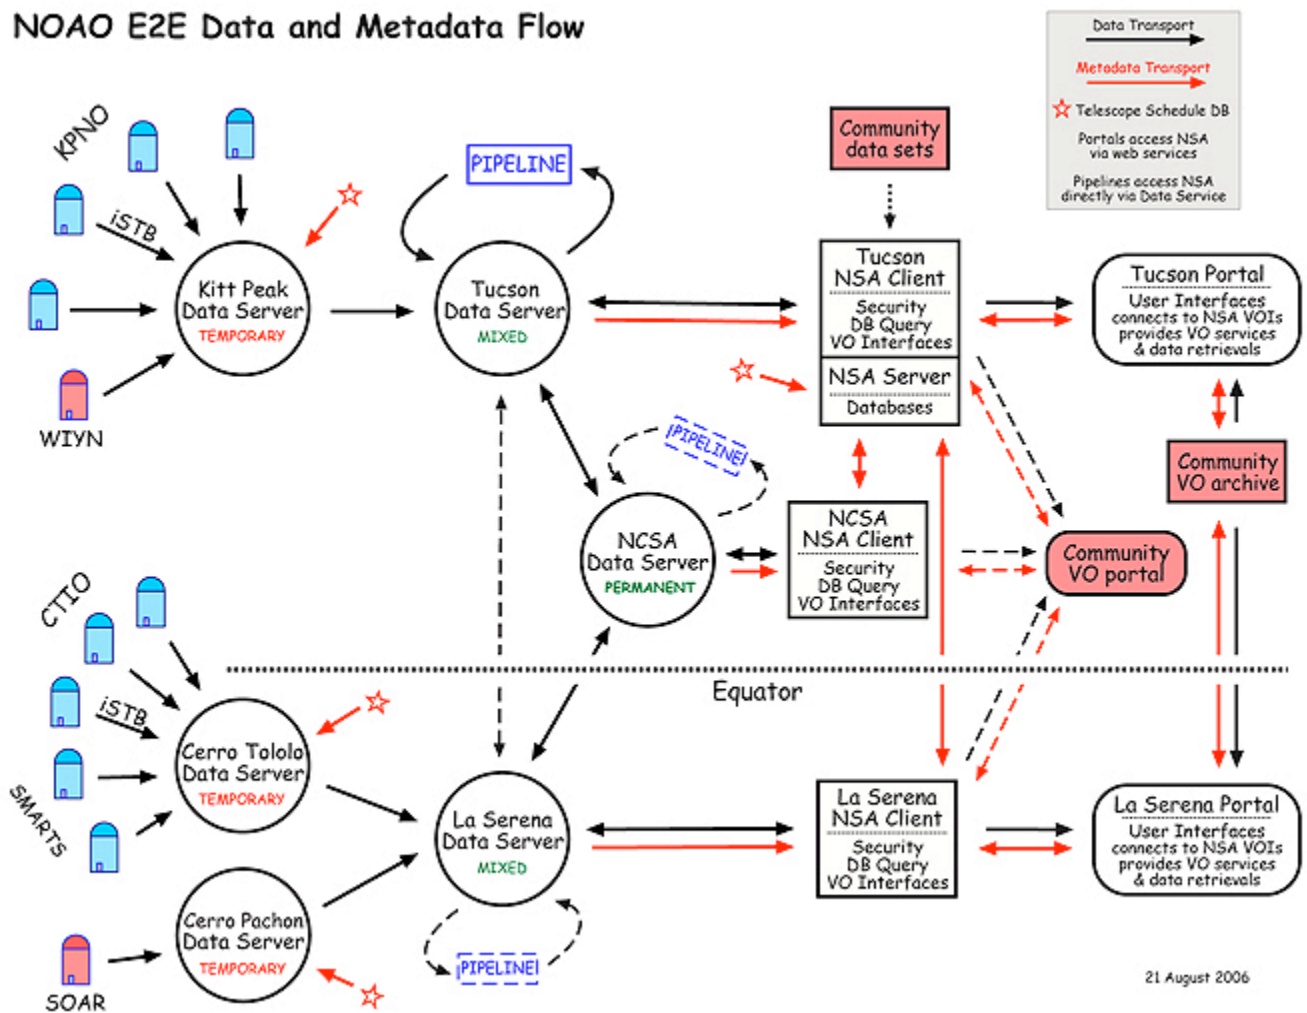 NOAO E2E Data and Metadata Flow
Data Transport
Metadata Transport
Telescope Schedule DB
Portals access NSA
via web services
Pipelines access NSA
directly via Data Service
KPNO
iSTB
WIYN
Kitt Peak
Data Server
TEMPORARY
PIPELINE
Tucson
Data Server
MIXED
Community
data sets
Tucson
NSA Client
Security
DB Query
VO Interfaces
NSA Server
Databases
Tucson Portal
User Interfaces
connects to NSA VOIs
provides VO services
& data retrievals
PIPELINE
NCSA
Data Server
PERMANENT
NCSA
NSA Client
Security
DB Query
VO Interfaces
Community
VO portal
Community
VO archive
Equator
CTIO
iSTB
SMARTS
Cerro Tololo
Data Server
TEMPORARY
Cerro Pachon
Data Server
TEMPORARY
SOAR
La Serena
Data Server
MIXED
PIPELINE
La Serena
NSA Client
Security
DB Query
VO Interfaces
La Serena Portal
User Interfaces
connects to NSA VOIs
provides VO services
& data retrievals
21 August 2006